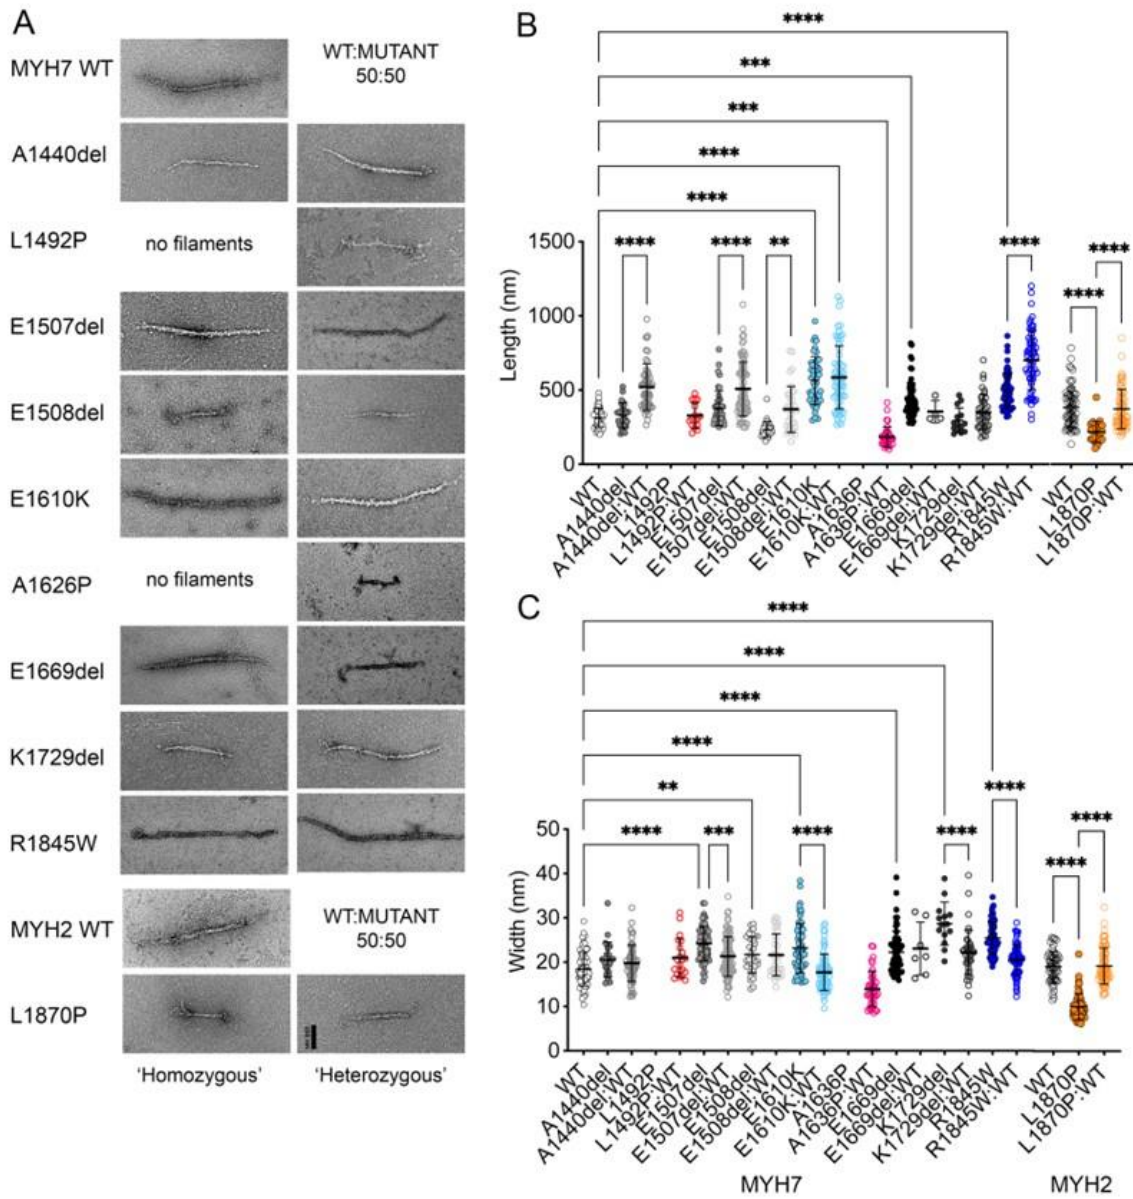 A
MYH7 WT
WT:MUTANT
50:50
A1440del
L1492P
no filaments
E1507del
E1508del
E1610K
A1626P
no filaments
E1669del
K1729del
R1845W
MYH2 WT
WT:MUTANT
50:50
L1870P
'Homozygous'
'Heterozygous'
B
****
***
***
****
****
****
****
**
****
****
****
Length (nm)
1500
1000
500
0
WT
A1440del
A1440del:WT
L1492P
L1492P:WT
E1507del
E1507del:WT
E1508del
E1508del:WT
E1610K
E1610K:WT
A1636P
A1636P:WT
E1669del
E1669del:WT
K1729del
K1729del:WT
R1845W
R1845W:WT
WT
L1870P
L1870P:WT
C
****
****
****
****
**
****
***
****
****
****
****
****
Width (nm)
50
40
30
20
10
0
WT
A1440del
A1440del:WT
L1492P
L1492P:WT
E1507del
E1507del:WT
E1508del
E1508del:WT
E1610K
E1610K:WT
A1636P
A1636P:WT
E1669del
E1669del:WT
K1729del
K1729del:WT
R1845W
R1845W:WT
WT
L1870P
L1870P:WT
MYH7
MYH2